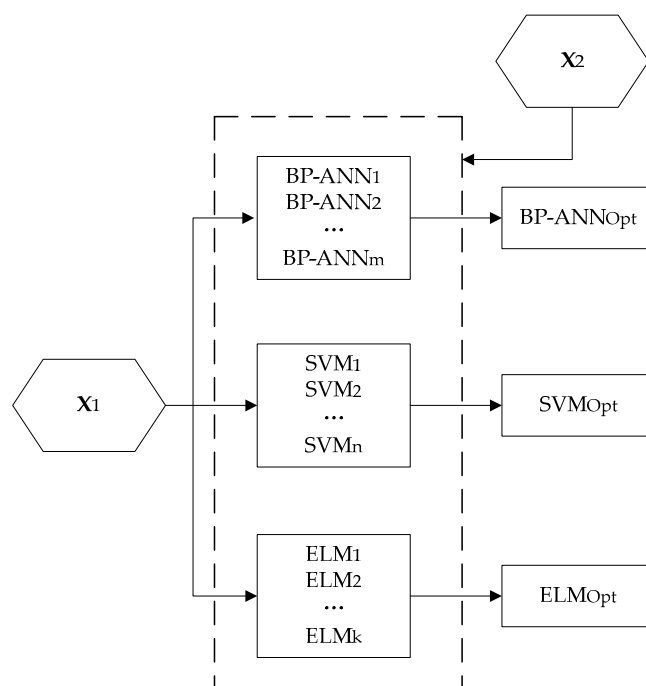 X2
BP-ANN1
BP-ANN2
...
BP-ANNm
BP-ANNOpt
X1
SVM1
SVM2
...
SVMn
SVMOpt
ELM1
ELM2
...
ELMk
ELMOpt